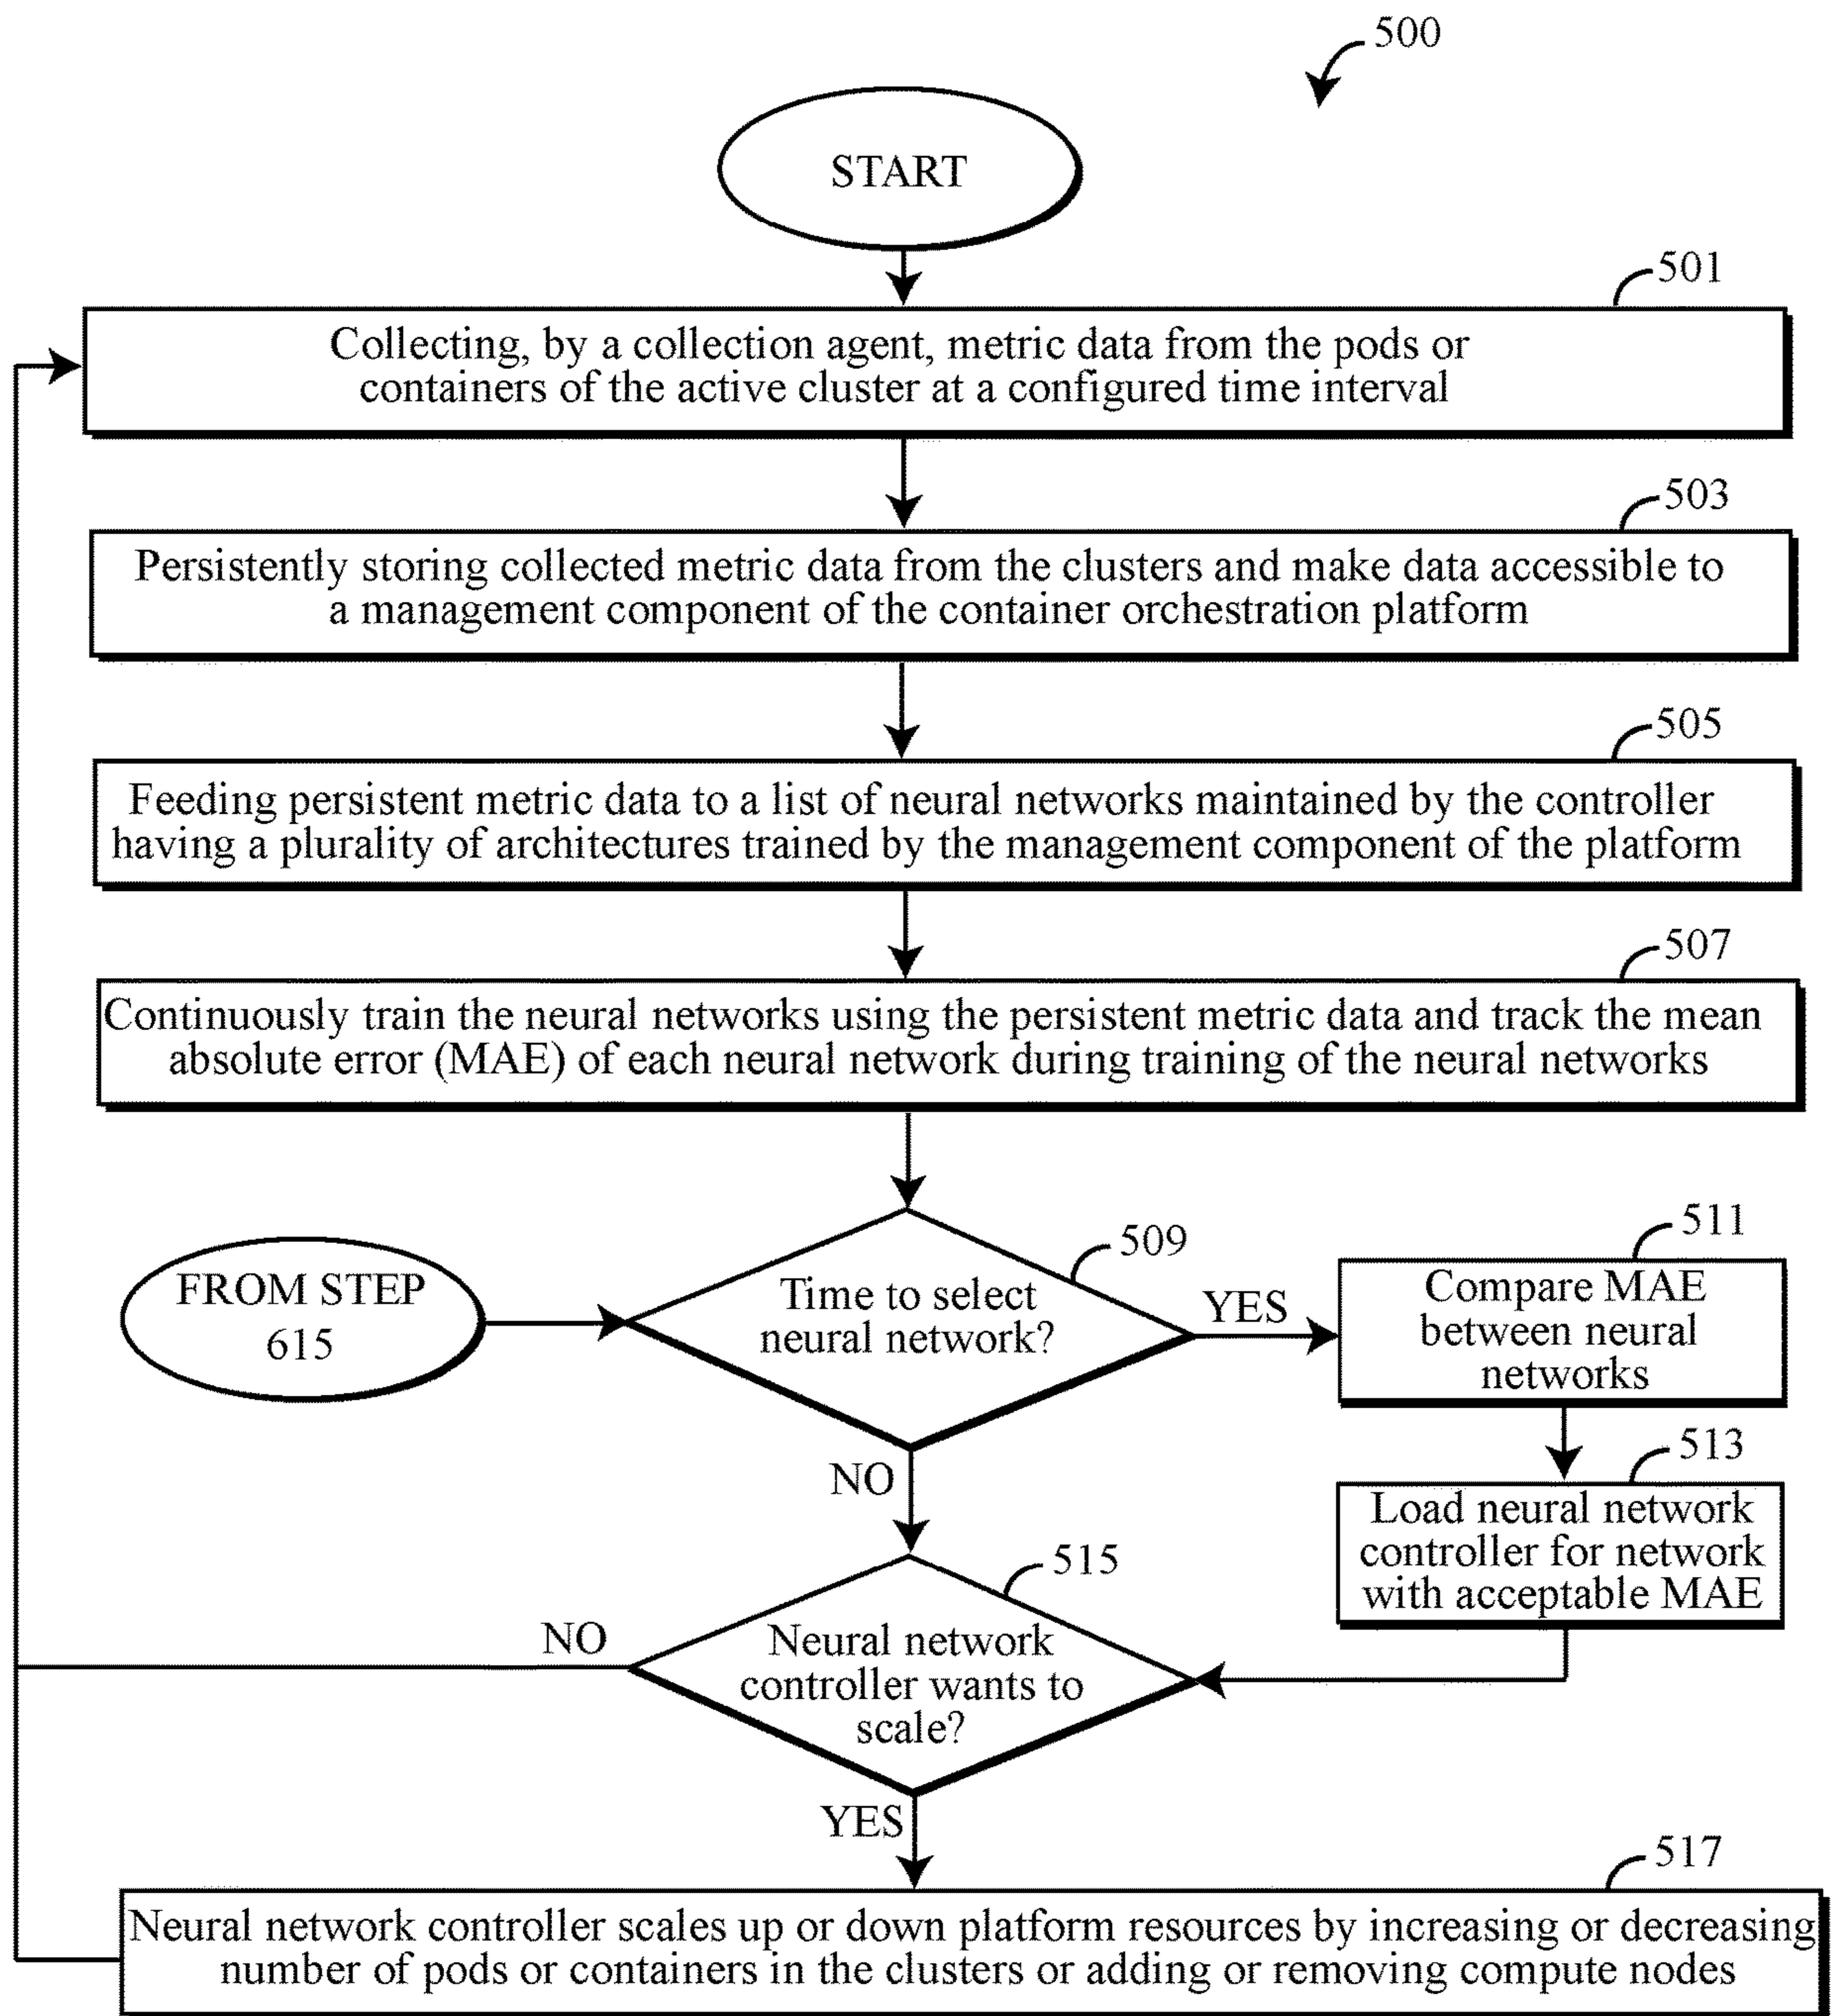 500
START
501
Collecting, by a collection agent, metric data from the pods or
containers of the active cluster at a configured time interval
503
Persistently storing collected metric data from the clusters and make data accessible to
a management component of the container orchestration platform
505
Feeding persistent metric data to a list of neural networks maintained by the controller
having a plurality of architectures trained by the management component of the platform
507
Continuously train the neural networks using the persistent metric data and track the mean
absolute error (MAE) of each neural network during training of the neural networks
FROM STEP
615
509
Time to select
neural network?
YES
NO
511
Compare MAE
between neural
networks
513
Load neural network
controller for network
with acceptable MAE
515
Neural network
controller wants to
scale?
NO
YES
517
Neural network controller scales up or down platform resources by increasing or decreasing
number of pods or containers in the clusters or adding or removing compute nodes